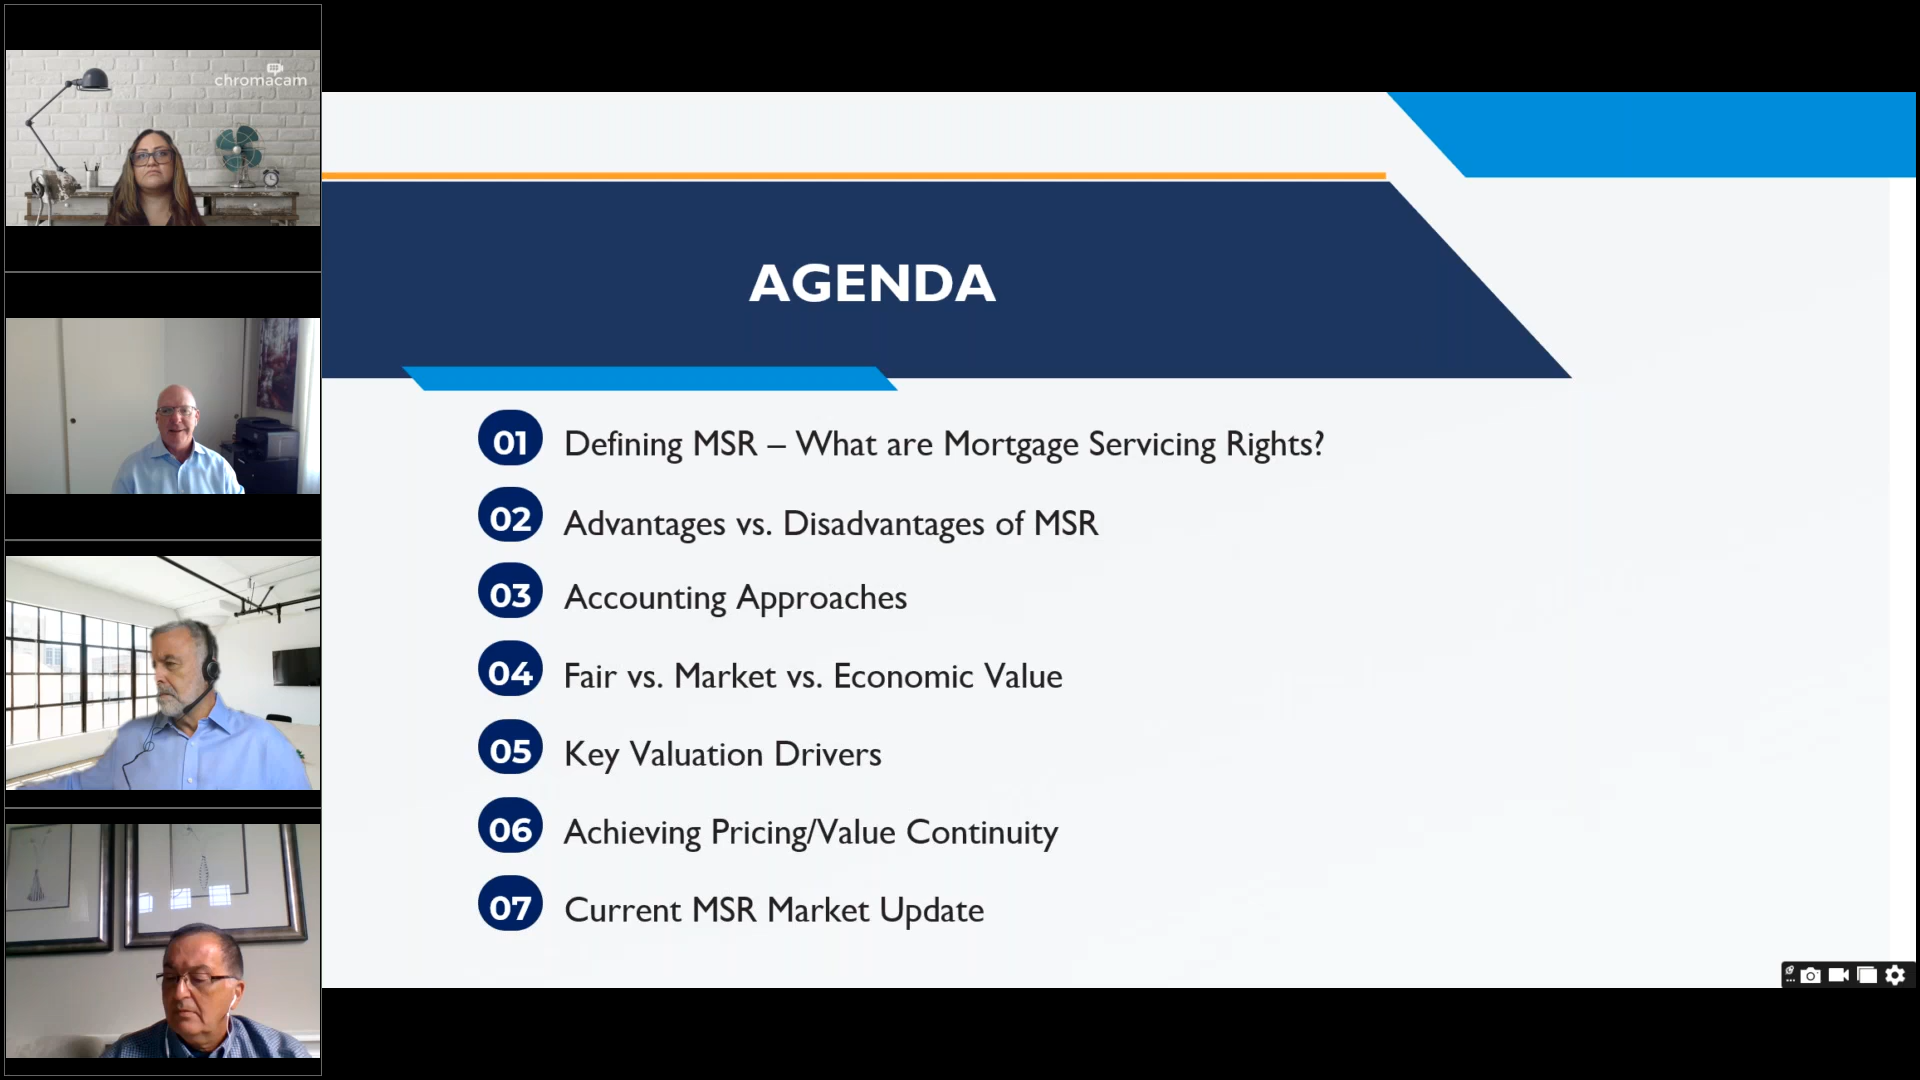 chromacam
AGENDA
01 Defining MSR – What are Mortgage Servicing Rights?
02 Advantages vs. Disadvantages of MSR
03 Accounting Approaches
04 Fair vs. Market vs. Economic Value
05 Key Valuation Drivers
06 Achieving Pricing/Value Continuity
07 Current MSR Market Update